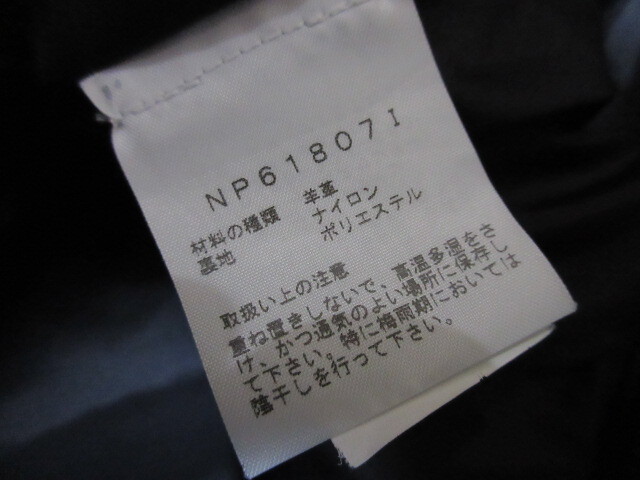 NP61807I
材料の種類 羊革
ナイロン
裏地 ポリエステル
取扱い上の注意
重ね置きしないで、高温多湿をさ
け、かつ通気のよい場所に保存し
て下さい。特に梅雨期においては
陰干しを行って下さい。